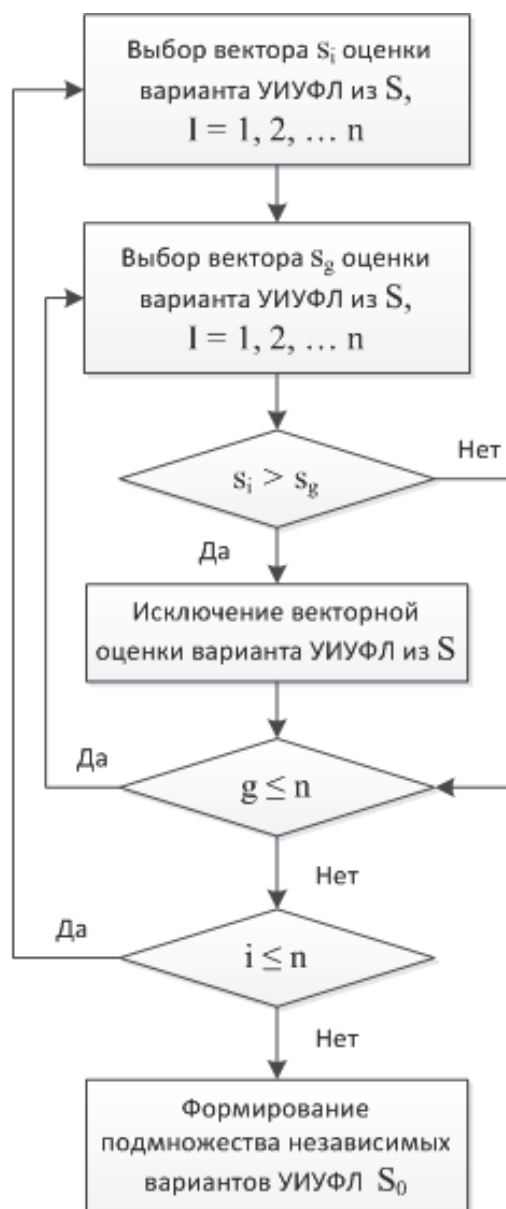 Выбор вектора sᵢ оценки
варианта УИУФЛ из S,
I = 1, 2, … n
Выбор вектора s_g оценки
варианта УИУФЛ из S,
I = 1, 2, … n
Нет
sᵢ > s_g
Да
Исключение векторной
оценки варианта УИУФЛ из S
Да
g ≤ n
Нет
Да
i ≤ n
Нет
Формирование
подмножества независимых
вариантов УИУФЛ S₀